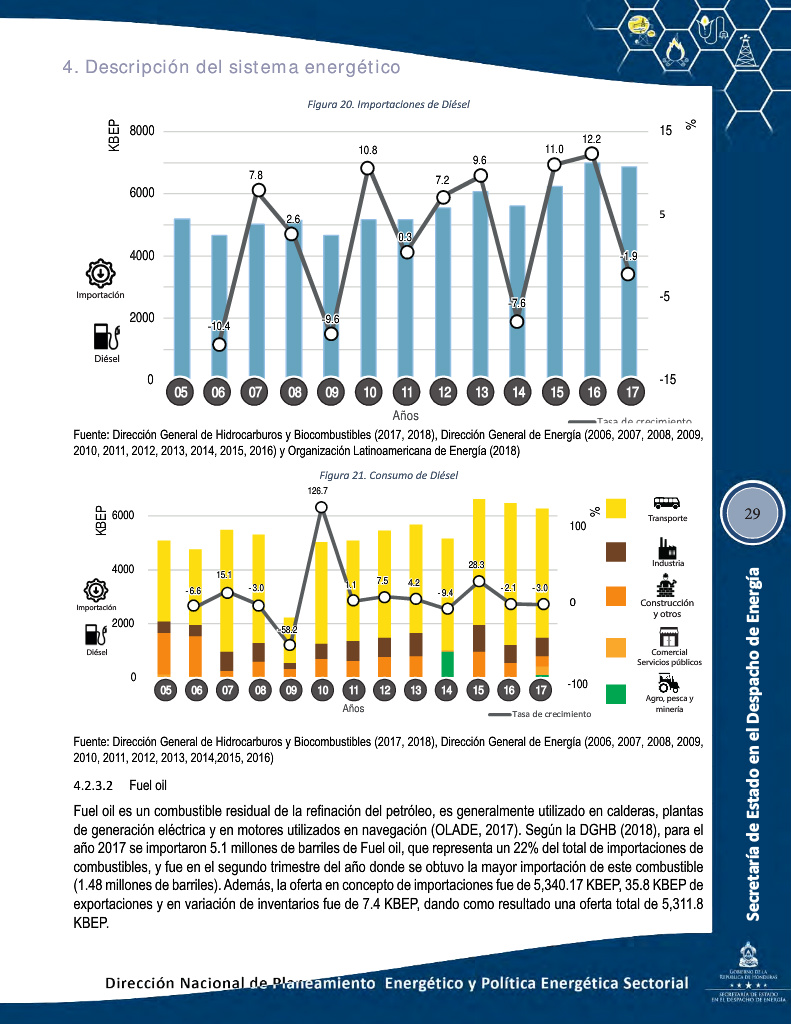 4. Descripción del sistema energético
Figura 20. Importaciones de Diésel
KBEP
%
8000
6000
4000
2000
0
15
5
-5
-15
-10.4
7.8
2.6
-9.6
10.8
0.3
7.2
9.6
-7.6
11.0
12.2
-1.9
Importación
Diésel
05 06 07 08 09 10 11 12 13 14 15 16 17
Años
Tasa de crecimiento
Fuente: Dirección General de Hidrocarburos y Biocombustibles (2017, 2018), Dirección General de Energía (2006, 2007, 2008, 2009,
2010, 2011, 2012, 2013, 2014, 2015, 2016) y Organización Latinoamericana de Energía (2018)
Figura 21. Consumo de Diésel
KBEP
%
6000
4000
2000
0
100
0
-100
-6.6
15.1
-3.0
-58.2
126.7
1.1
7.5
4.2
-9.4
28.3
-2.1
-3.0
Importación
Diésel
Transporte
Industria
Construcción
y otros
Comercial
Servicios públicos
Agro, pesca y
minería
05 06 07 08 09 10 11 12 13 14 15 16 17
Años
Tasa de crecimiento
Fuente: Dirección General de Hidrocarburos y Biocombustibles (2017, 2018), Dirección General de Energía (2006, 2007, 2008, 2009,
2010, 2011, 2012, 2013, 2014,2015, 2016)
4.2.3.2 Fuel oil
Fuel oil es un combustible residual de la refinación del petróleo, es generalmente utilizado en calderas, plantas
de generación eléctrica y en motores utilizados en navegación (OLADE, 2017). Según la DGHB (2018), para el
año 2017 se importaron 5.1 millones de barriles de Fuel oil, que representa un 22% del total de importaciones de
combustibles, y fue en el segundo trimestre del año donde se obtuvo la mayor importación de este combustible
(1.48 millones de barriles). Además, la oferta en concepto de importaciones fue de 5,340.17 KBEP, 35.8 KBEP de
exportaciones y en variación de inventarios fue de 7.4 KBEP, dando como resultado una oferta total de 5,311.8
KBEP.
29
Secretaría de Estado en el Despacho de Energía
Dirección Nacional de Planeamiento Energético y Política Energética Sectorial
GOBIERNO DE LA
REPÚBLICA DE HONDURAS
SECRETARÍA DE ESTADO
EN EL DESPACHO DE ENERGÍA